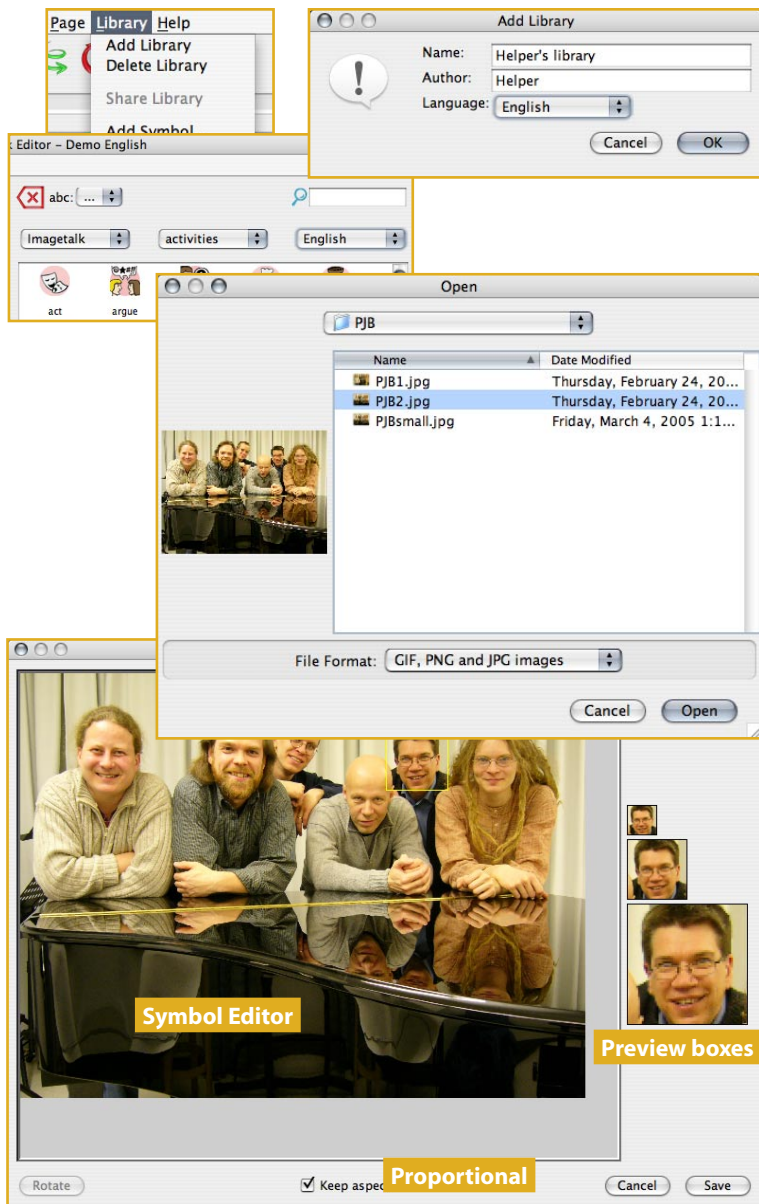 Page Library Help
Add Library
Delete Library
Share Library
Add Symbol
Add Library
Name: Helper's library
Author: Helper
Language: English
Cancel OK
Editor – Demo English
abc: ...
Imagetalk activities English
act argue
Open
PJB
Name Date Modified
PJB1.jpg Thursday, February 24, 20...
PJB2.jpg Thursday, February 24, 20...
PJBsmall.jpg Friday, March 4, 2005 1:1...
File Format: GIF, PNG and JPG images
Cancel Open
Symbol Editor
Preview boxes
Proportional
Rotate Keep aspec Cancel Save